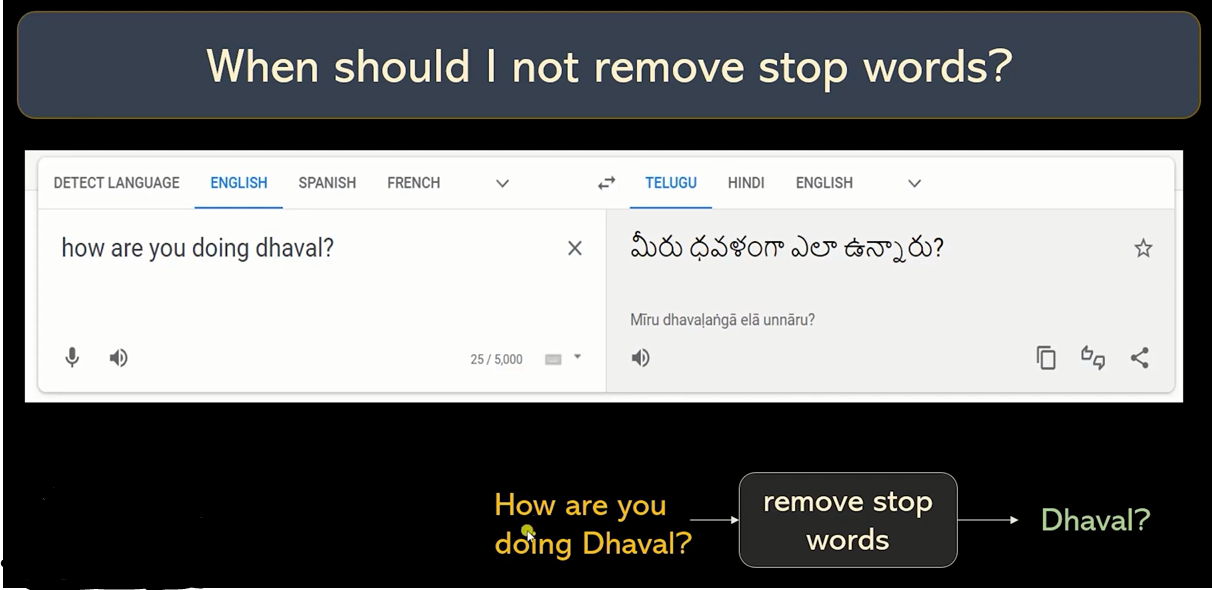 When should I not remove stop words?
DETECT LANGUAGE ENGLISH SPANISH FRENCH TELUGU HINDI ENGLISH
how are you doing dhaval?
మీరు ధవళంగా ఎలా ఉన్నారు?
Mīru dhavaḷaṅgā elā unnāru?
25 / 5,000
How are you
doing Dhaval?
remove stop
words
Dhaval?